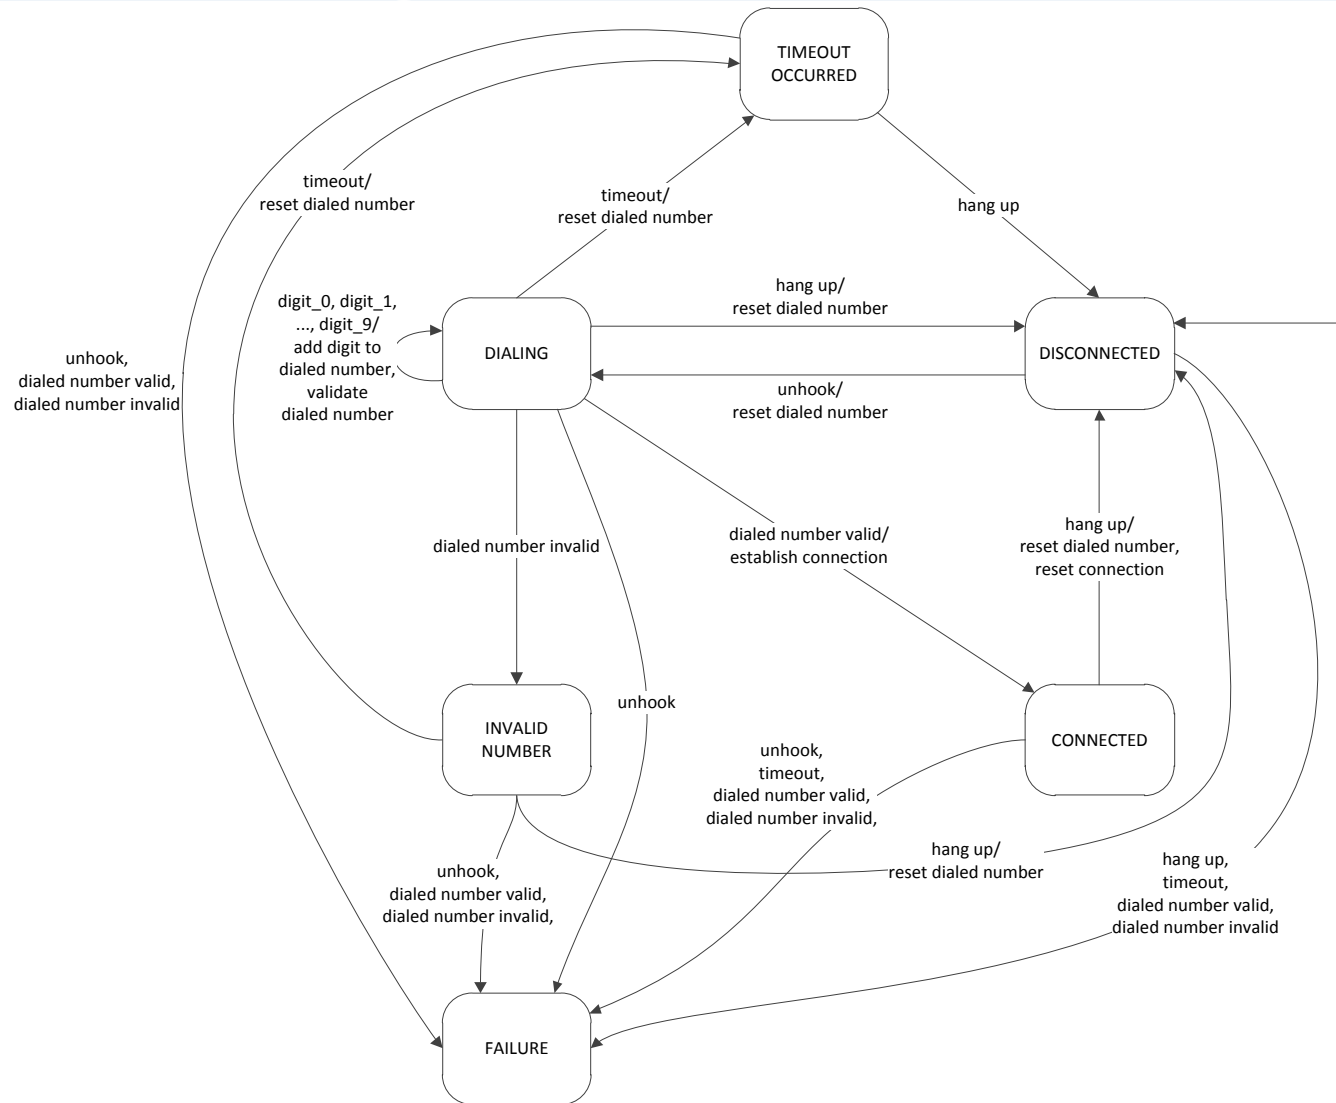 TIMEOUT
OCCURRED
timeout/
reset dialed number
timeout/
reset dialed number
hang up
digit_0, digit_1,
..., digit_9/
add digit to
dialed number,
validate
dialed number
hang up/
reset dialed number
DIALING
DISCONNECTED
unhook,
dialed number valid,
dialed number invalid
unhook/
reset dialed number
dialed number invalid
dialed number valid/
establish connection
hang up/
reset dialed number,
reset connection
unhook
INVALID
NUMBER
CONNECTED
unhook,
timeout,
dialed number valid,
dialed number invalid,
hang up/
reset dialed number
hang up,
timeout,
dialed number valid,
dialed number invalid
unhook,
dialed number valid,
dialed number invalid,
FAILURE